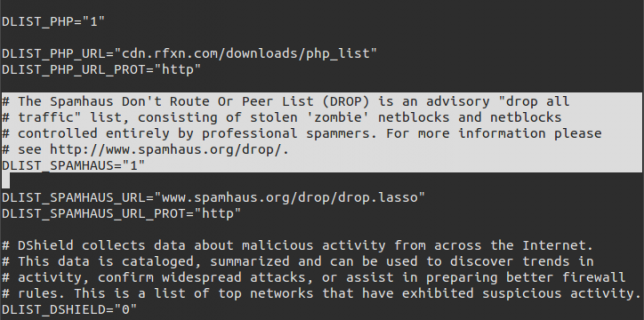 DLIST_PHP="1"
DLIST_PHP_URL="cdn.rfxn.com/downloads/php_list"
DLIST_PHP_URL_PROT="http"
# The Spamhaus Don't Route Or Peer List (DROP) is an advisory "drop all
# traffic" list, consisting of stolen 'zombie' netblocks and netblocks
# controlled entirely by professional spammers. For more information please
# see http://www.spamhaus.org/drop/.
DLIST_SPAMHAUS="1"
DLIST_SPAMHAUS_URL="www.spamhaus.org/drop/drop.lasso"
DLIST_SPAMHAUS_URL_PROT="http"
# DShield collects data about malicious activity from across the Internet.
# This data is cataloged, summarized and can be used to discover trends in
# activity, confirm widespread attacks, or assist in preparing better firewall
# rules. This is a list of top networks that have exhibited suspicious activity.
DLIST_DSHIELD="0"